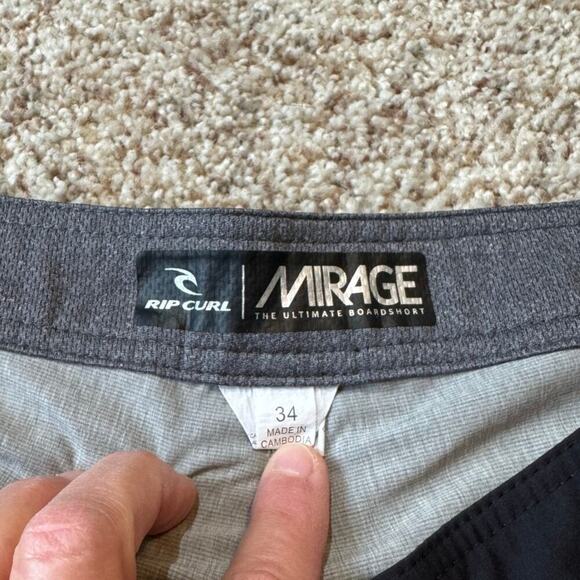 RIP CURL
MIRAGE
THE ULTIMATE BOARDSHORT
34
MADE IN
CAMBODIA